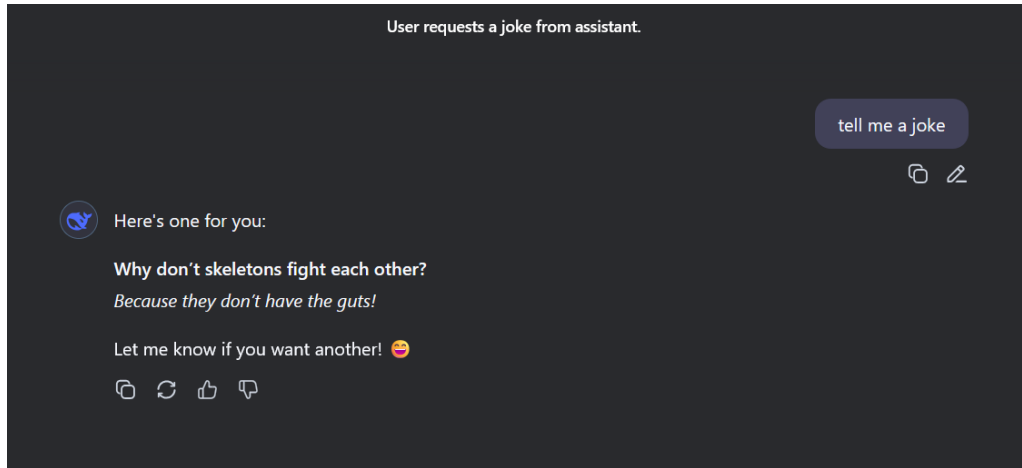 User requests a joke from assistant.
tell me a joke
Here's one for you:
Why don't skeletons fight each other?
Because they don't have the guts!
Let me know if you want another! 😄